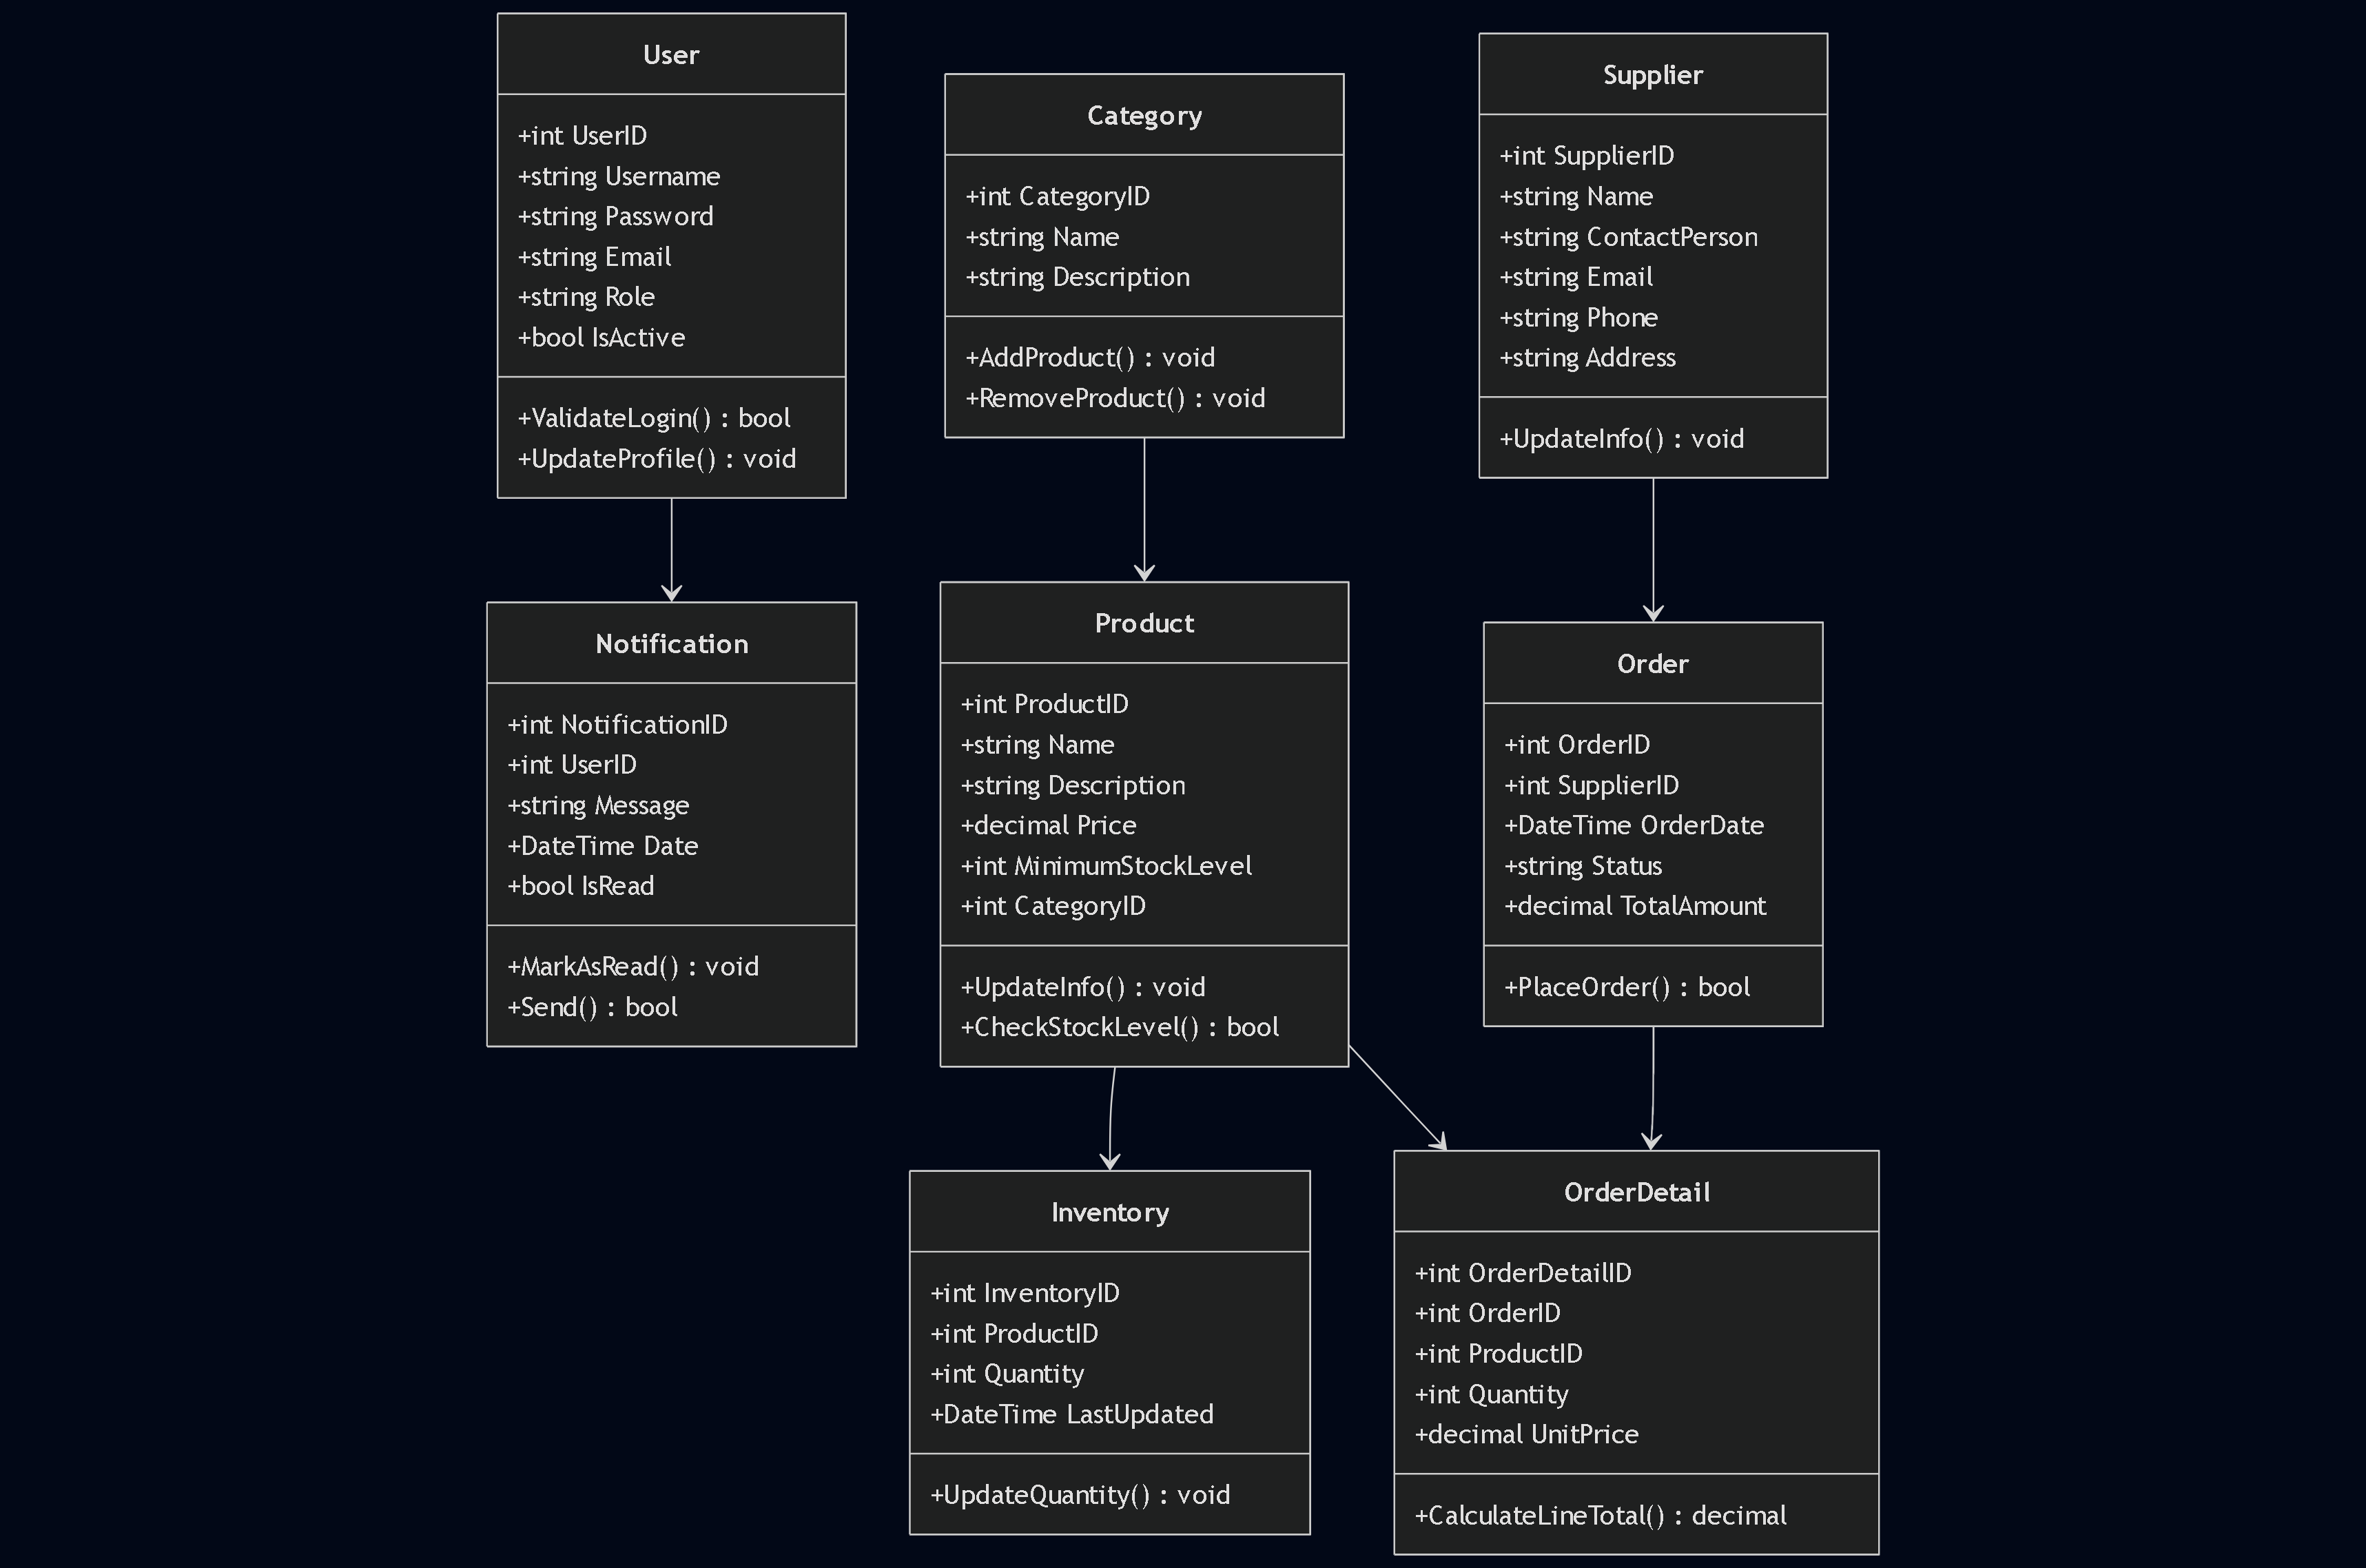 User
+int UserID
+string Username
+string Password
+string Email
+string Role
+bool IsActive
+ValidateLogin() : bool
+UpdateProfile() : void
Category
+int CategoryID
+string Name
+string Description
+AddProduct() : void
+RemoveProduct() : void
Supplier
+int SupplierID
+string Name
+string ContactPerson
+string Email
+string Phone
+string Address
+UpdateInfo() : void
Notification
+int NotificationID
+int UserID
+string Message
+DateTime Date
+bool IsRead
+MarkAsRead() : void
+Send() : bool
Product
+int ProductID
+string Name
+string Description
+decimal Price
+int MinimumStockLevel
+int CategoryID
+UpdateInfo() : void
+CheckStockLevel() : bool
Order
+int OrderID
+int SupplierID
+DateTime OrderDate
+string Status
+decimal TotalAmount
+PlaceOrder() : bool
Inventory
+int InventoryID
+int ProductID
+int Quantity
+DateTime LastUpdated
+UpdateQuantity() : void
OrderDetail
+int OrderDetailID
+int OrderID
+int ProductID
+int Quantity
+decimal UnitPrice
+CalculateLineTotal() : decimal